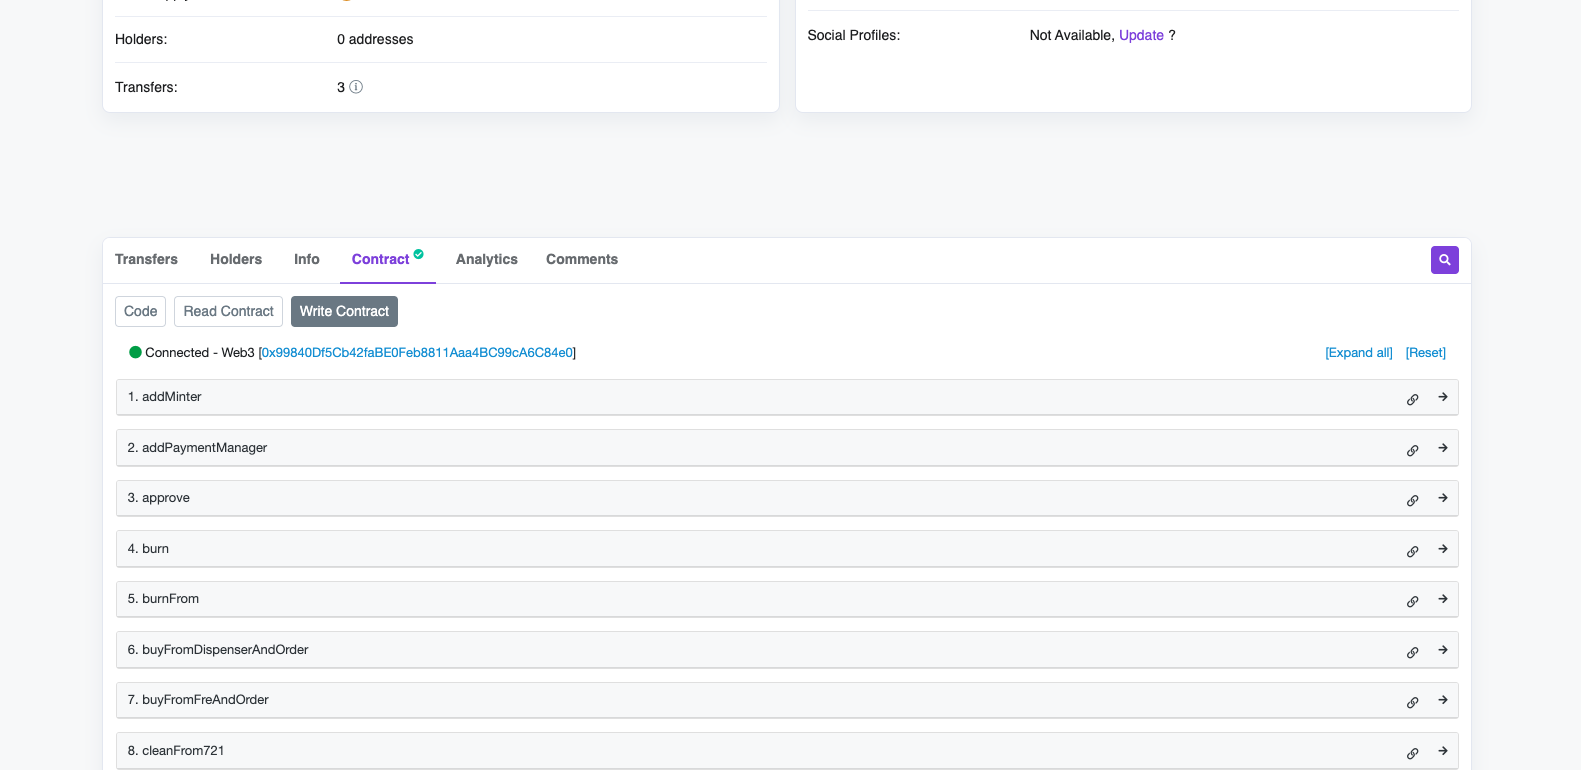 Holders: 0 addresses
Transfers: 3
Social Profiles: Not Available, Update ?
Transfers Holders Info Contract Analytics Comments
Code Read Contract Write Contract
Connected - Web3 [0x99840Df5Cb42faBE0Feb8811Aaa4BC99cA6C84e0]
[Expand all] [Reset]
1. addMinter
2. addPaymentManager
3. approve
4. burn
5. burnFrom
6. buyFromDispenserAndOrder
7. buyFromFreAndOrder
8. cleanFrom721